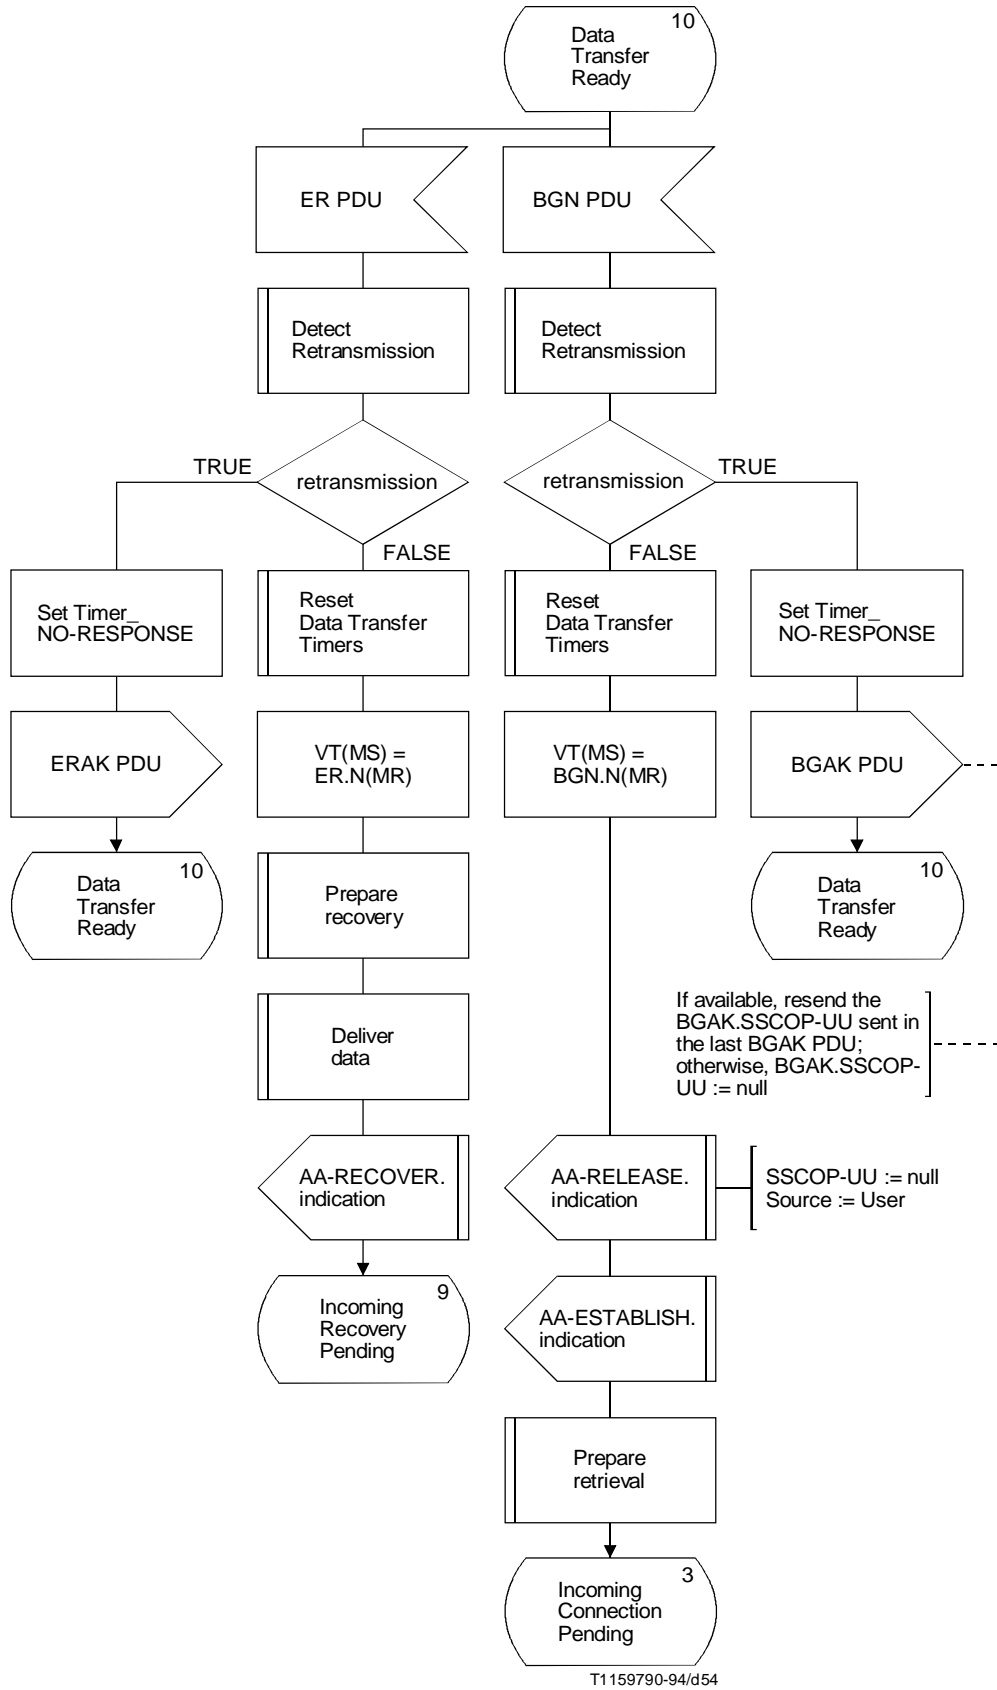 10
Data
Transfer
Ready
ER PDU
BGN PDU
Detect
Retransmission
Detect
Retransmission
TRUE
retransmission
retransmission
TRUE
FALSE
FALSE
Set Timer_
NO-RESPONSE
Reset
Data Transfer
Timers
Reset
Data Transfer
Timers
Set Timer_
NO-RESPONSE
ERAK PDU
VT(MS) =
ER.N(MR)
VT(MS) =
BGN.N(MR)
BGAK PDU
10
Data
Transfer
Ready
Prepare
recovery
10
Data
Transfer
Ready
Deliver
data
If available, resend the
BGAK.SSCOP-UU sent in
the last BGAK PDU;
otherwise, BGAK.SSCOP-
UU := null
AA-RECOVER.
indication
AA-RELEASE.
indication
SSCOP-UU := null
Source := User
9
Incoming
Recovery
Pending
AA-ESTABLISH.
indication
Prepare
retrieval
3
Incoming
Connection
Pending
T1159790-94/d54